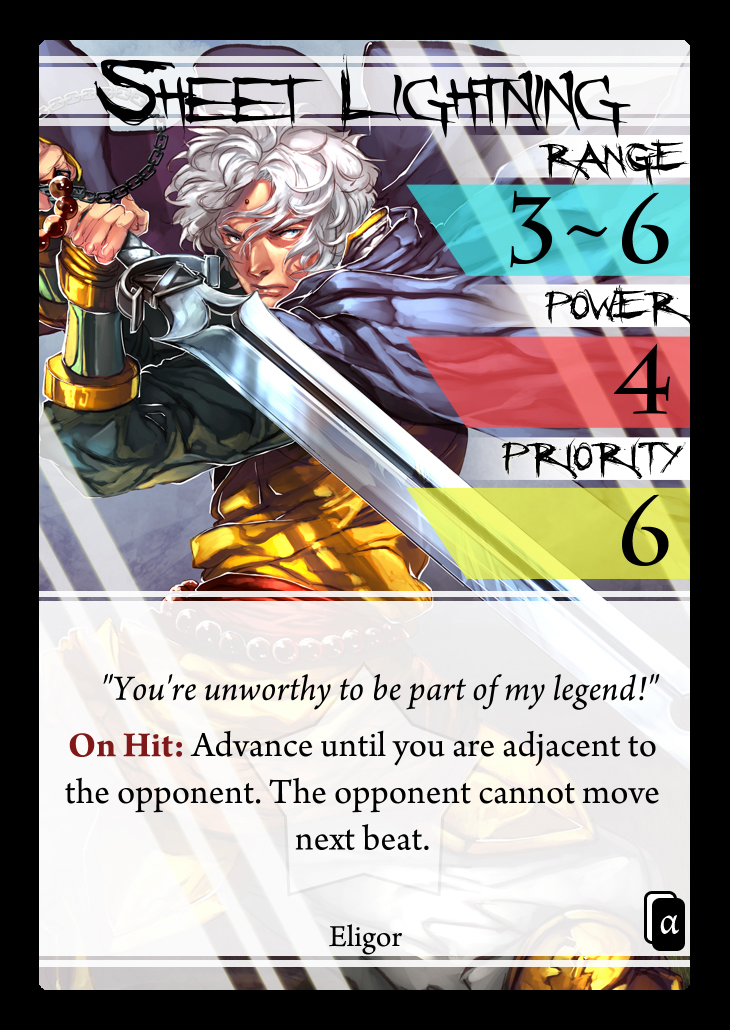 Sheet Lightning
RANGE
3~6
POWER
4
PRIORITY
6
"You're unworthy to be part of my legend!"
On Hit: Advance until you are adjacent to
the opponent. The opponent cannot move
next beat.
Eligor
α